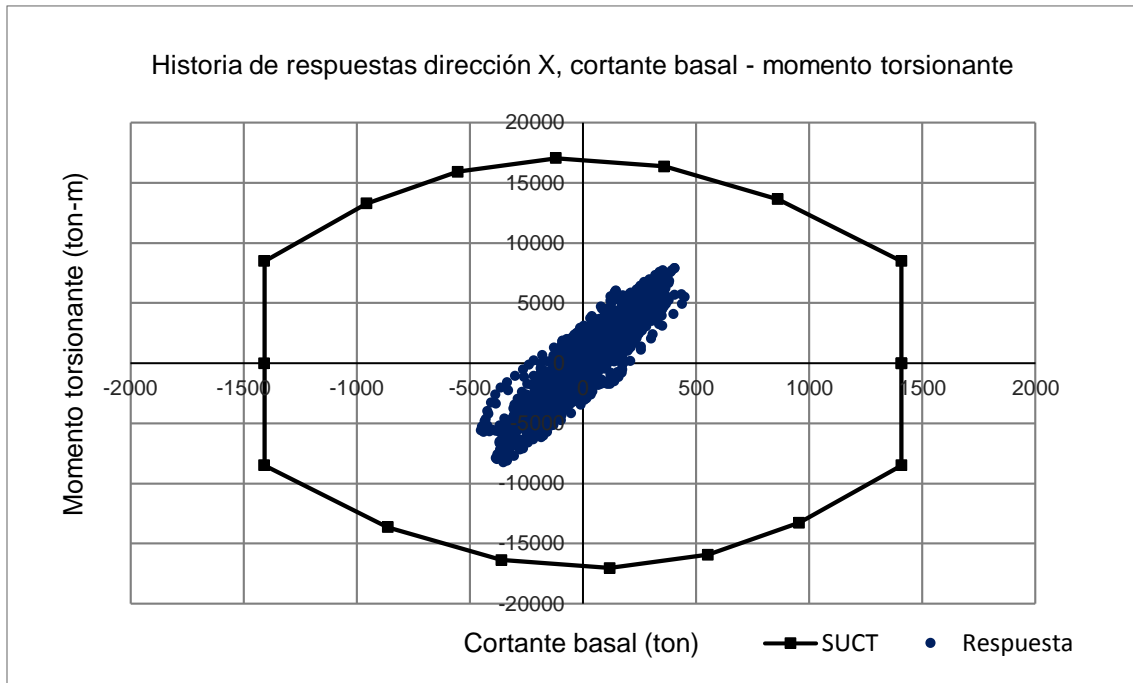 Historia de respuestas dirección X, cortante basal - momento torsionante
Momento torsionante (ton-m)
20000
15000
10000
5000
0
-5000
-10000
-15000
-20000
-2000 -1500 -1000 -500 0 500 1000 1500 2000
Cortante basal (ton) SUCT Respuesta